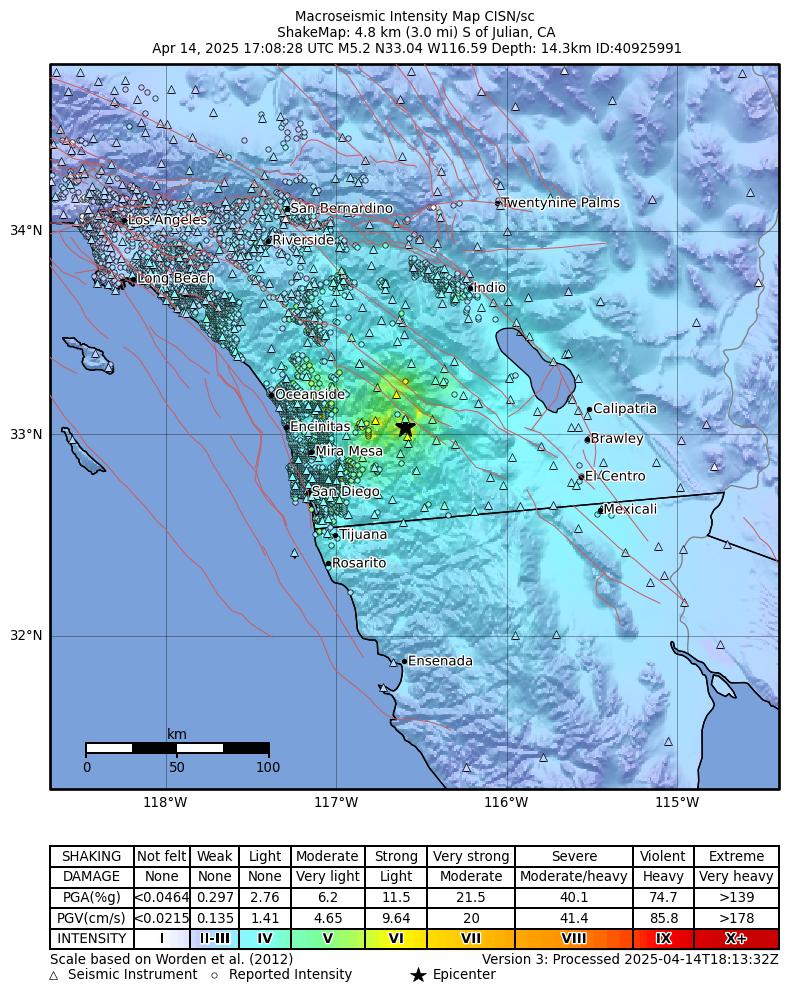 Macroseismic Intensity Map CISN/sc
ShakeMap: 4.8 km (3.0 mi) S of Julian, CA
Apr 14, 2025 17:08:28 UTC M5.2 N33.04 W116.59 Depth: 14.3km ID:40925991
San Bernardino
Twentynine Palms
Los Angeles
34°N
Riverside
Long Beach
Indio
Oceanside
Calipatria
Encinitas
33°N
Brawley
Mira Mesa
El Centro
San Diego
Mexicali
Tijuana
Rosarito
32°N
Ensenada
km
0 50 100
118°W 117°W 116°W 115°W
SHAKING Not felt Weak Light Moderate Strong Very strong Severe Violent Extreme
DAMAGE None None None Very light Light Moderate Moderate/heavy Heavy Very heavy
PGA(%g) <0.0464 0.297 2.76 6.2 11.5 21.5 40.1 74.7 >139
PGV(cm/s) <0.0215 0.135 1.41 4.65 9.64 20 41.4 85.8 >178
INTENSITY I II-III IV V VI VII VIII IX X+
Scale based on Worden et al. (2012) Version 3: Processed 2025-04-14T18:13:32Z
△ Seismic Instrument ○ Reported Intensity ★ Epicenter